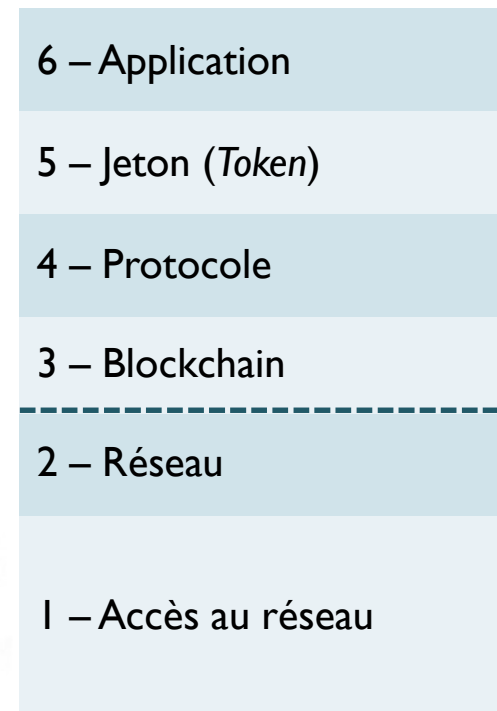 6 – Application
5 – Jeton (Token)
4 – Protocole
3 – Blockchain
2 – Réseau
1 – Accès au réseau